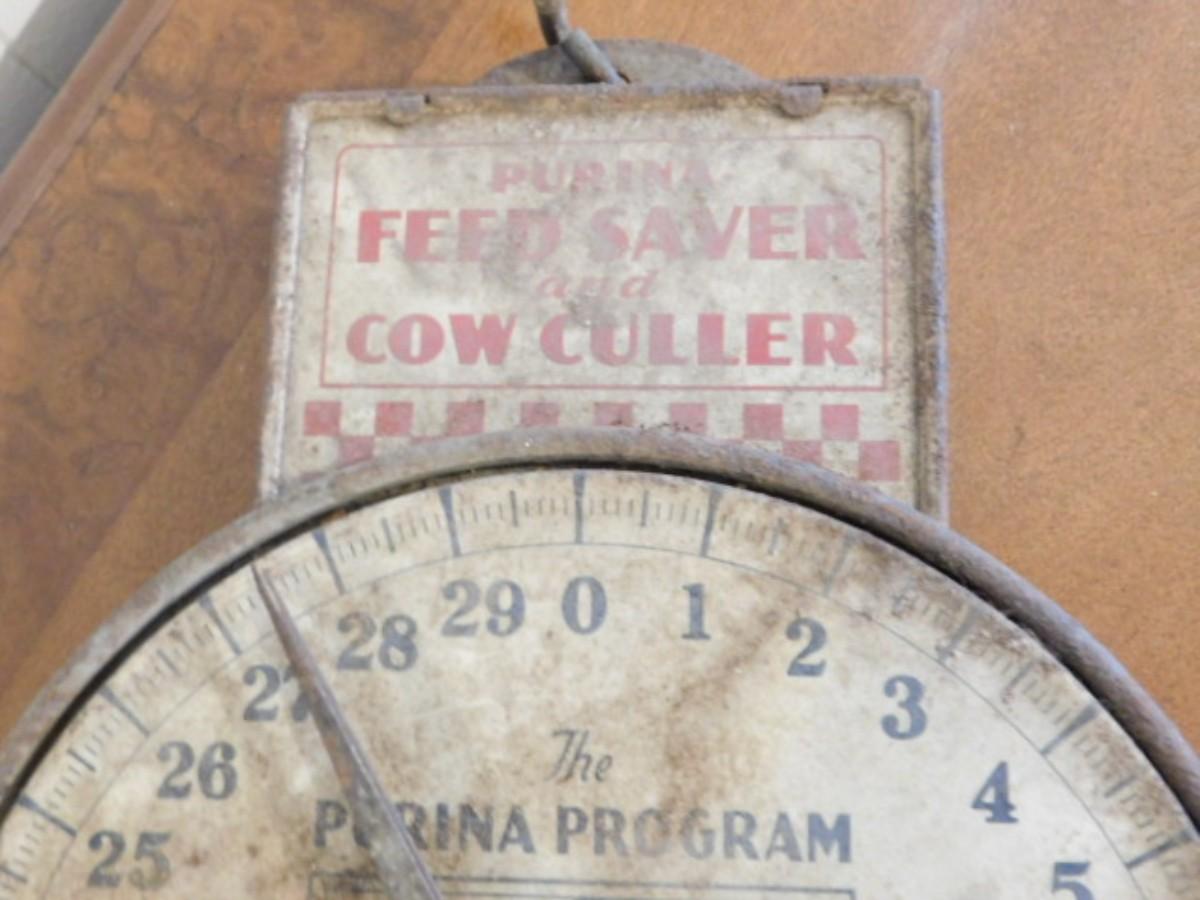 PURINA
FEED SAVER
and
COW CULLER
29 0 1
28 2
27 3
26 4
25 5
The
PURINA PROGRAM